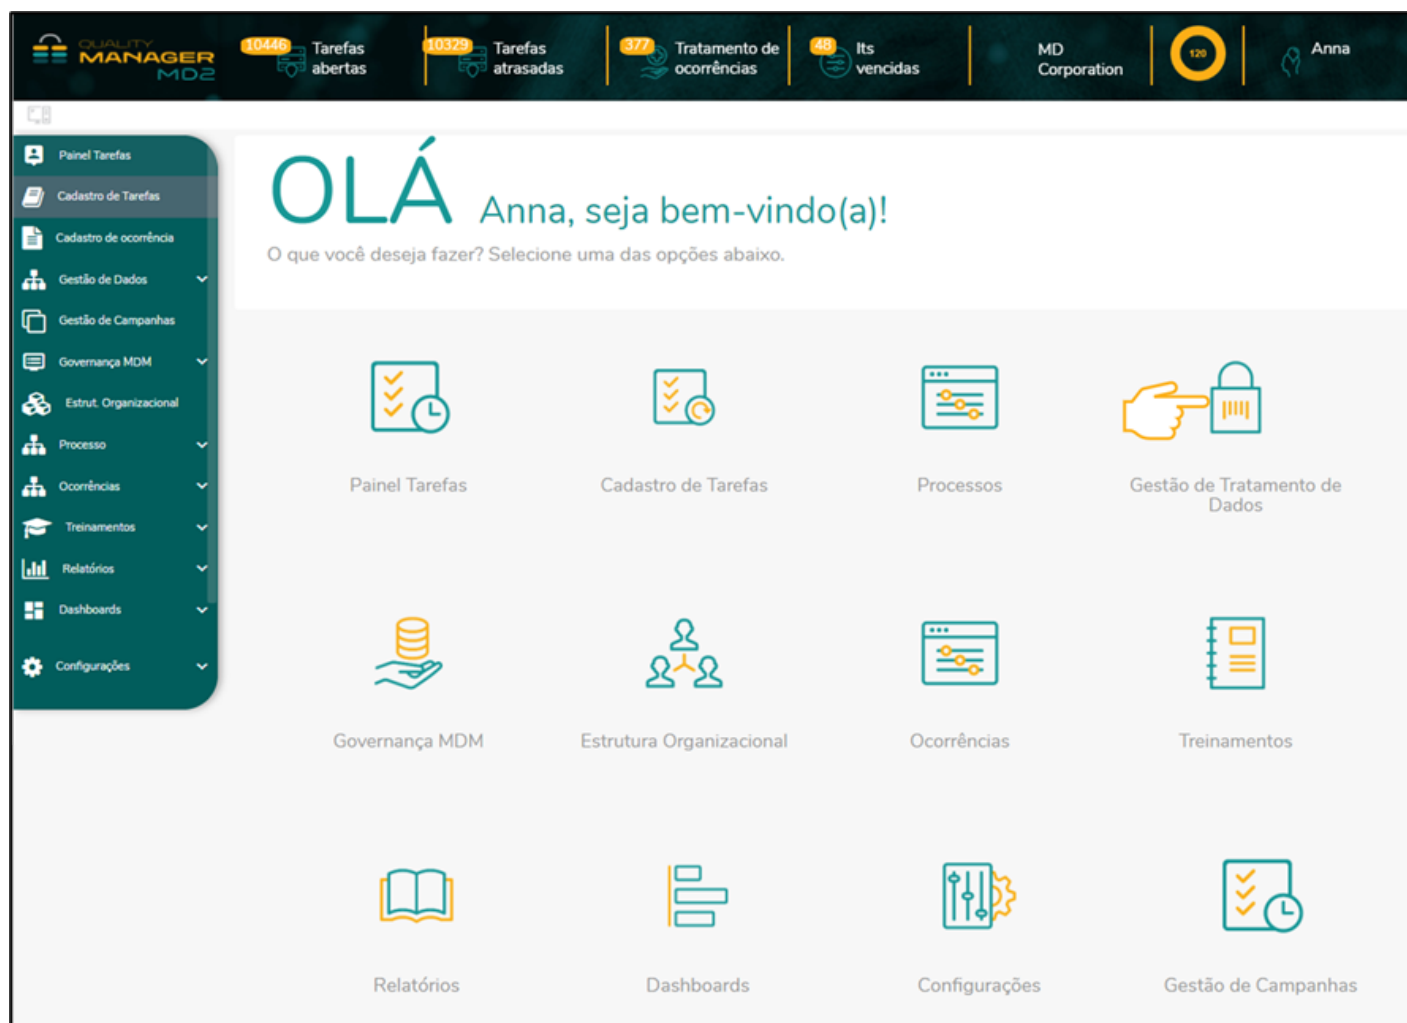 QUALITY
MANAGER
MD2
10446
Tarefas
abertas
10329
Tarefas
atrasadas
377
Tratamento de
ocorrências
48
Its
vencidas
MD
Corporation
120
Anna
Painel Tarefas
Cadastro de Tarefas
Cadastro de ocorrência
Gestão de Dados
Gestão de Campanhas
Governança MDM
Estrut. Organizacional
Processo
Ocorrências
Treinamentos
Relatórios
Dashboards
Configurações
OLÁ Anna, seja bem-vindo(a)!
O que você deseja fazer? Selecione uma das opções abaixo.
Painel Tarefas
Cadastro de Tarefas
Processos
Gestão de Tratamento de
Dados
Governança MDM
Estrutura Organizacional
Ocorrências
Treinamentos
Relatórios
Dashboards
Configurações
Gestão de Campanhas